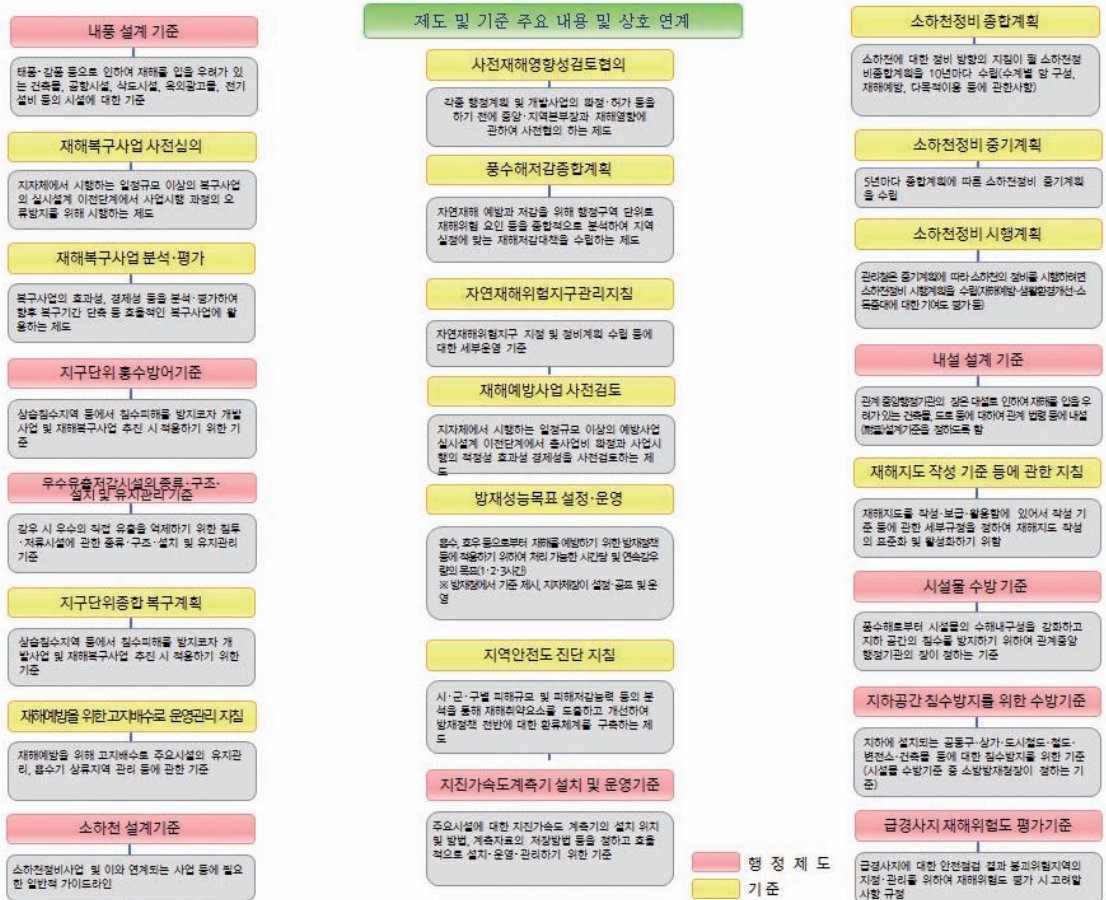 제도 및 기준 주요 내용 및 상호 연계
내풍 설계 기준
태풍·강풍 등으로 인하여 재해를 입을 우려가 있
는 건축물, 공항시설, 삭도시설, 옥외광고물, 전기
설비 등의 시설에 대한 기준
재해복구사업 사전심의
지자체에서 시행하는 일정규모 이상의 복구사업
의 실시설계 이전단계에서 사업시행 과정의 오
류방지를 위해 시행하는 제도
재해복구사업 분석·평가
복구사업의 효과성, 경제성 등을 분석·평가하여
향후 복구기간 단축 등 효율적인 복구사업에 활
용하는 제도
지구단위 홍수방어기준
상습침수지역 등에서 침수피해를 방지코자 개발
사업 및 재해복구사업 추진 시 적용하기 위한 기
준
우수유출저감시설의 종류·구조·
설치 및 유지관리 기준
강우 시 우수의 직접 유출을 억제하기 위한 침투
·저류시설에 관한 종류·구조·설치 및 유지관리
기준
지구단위종합 복구계획
상습침수지역 등에서 침수피해를 방지코자 개
발사업 및 재해복구사업 추진 시 적용하기 위한
기준
재해예방을 위한 고지배수로 운영관리 지침
재해예방을 위해 고지배수로 주요시설의 유지관
리, 홍수기 상류지역 관리 등에 관한 기준
소하천 설계기준
소하천정비사업 및 이와 연계되는 사업 등에 필요
한 일반적 가이드라인
사전재해영향성검토협의
각종 행정계획 및 개발사업의 확정·허가 등을
하기 전에 중앙·지역본부장과 재해영향에
관하여 사전협의 하는 제도
풍수해저감종합계획
자연재해 예방과 저감을 위해 행정구역 단위로
재해위험 요인 등을 종합적으로 분석하여 지역
실정에 맞는 재해저감대책을 수립하는 제도
자연재해위험지구관리지침
자연재해위험지구 지정 및 정비계획 수립 등에
대한 세부운영 기준
재해예방사업 사전검토
지자체에서 시행하는 일정규모 이상의 예방사업
실시설계 이전단계에서 총사업비 확정과 사업시
행의 적정성 효과성 경제성을 사전검토하는 제
도
방재성능목표 설정·운영
홍수, 호우 등으로부터 재해를 예방하기 위한 방재정책
등에 적용하기 위하여 처리 가능한 시간당 및 연속강우
량의 목표(1·2·3시간)
※ 방재청에서 기준 제시, 지자체장이 설정·공표 및 운
영
지역안전도 진단 지침
시·군·구별 피해규모 및 피해저감능력 등의 분
석을 통해 재해취약요소를 도출하고 개선하여
방재정책 전반에 대한 환류체계를 구축하는 제
도
지진가속도계측기 설치 및 운영기준
주요시설에 대한 지진가속도 계측기의 설치 위치
및 방법, 계측자료의 저장방법 등을 정하고 효율
적으로 설치·운영·관리하기 위한 기준
소하천정비 종합계획
소하천에 대한 정비 방향의 지침이 될 소하천정
비종합계획을 10년마다 수립(수계별 망 구성,
재해예방, 다목적이용 등에 관한사항)
소하천정비 중기계획
5년마다 종합계획에 따른 소하천정비 중기계획
을 수립
소하천정비 시행계획
관리청은 중기계획에 따라 소하천의 정비를 시행하려면
소하천정비 시행계획을 수립(재해예방·생활환경개선·소
득증대에 대한 기여도 평가 등)
내설 설계 기준
관계 중앙행정기관의 장은 대설로 인하여 재해를 입을 우
려가 있는 건축물, 도로 등에 대하여 관계 법령 등에 내설
(耐雪)설계기준을 정하도록 함
재해지도 작성 기준 등에 관한 지침
재해지도를 작성·보급·활용함에 있어서 작성 기
준 등에 관한 세부규정을 정하여 재해지도 작성
의 표준화 및 활성화하기 위함
시설물 수방 기준
풍수해로부터 시설물의 수해내구성을 강화하고
지하 공간의 침수를 방지하기 위하여 관계중앙
행정기관의 장이 정하는 기준
지하공간 침수방지를 위한 수방기준
지하에 설치되는 공동구·상가·도시철도·철도·
변전소·건축물 등에 대한 침수방지를 위한 기준
(시설물 수방기준 중 소방방재청장이 정하는 기
준)
급경사지 재해위험도 평가기준
급경사지에 대한 안전점검 결과 붕괴위험지역의
지정·관리를 위하여 재해위험도 평가 시 고려할
사항 규정
행 정 제 도
기 준